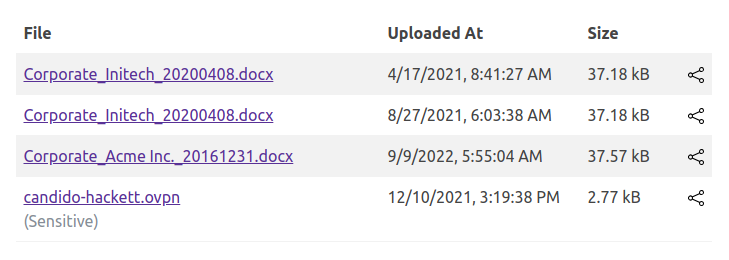 File Uploaded At Size
Corporate_Initech_20200408.docx 4/17/2021, 8:41:27 AM 37.18 kB
Corporate_Initech_20200408.docx 8/27/2021, 6:03:38 AM 37.18 kB
Corporate_Acme Inc._20161231.docx 9/9/2022, 5:55:04 AM 37.57 kB
candido-hackett.ovpn 12/10/2021, 3:19:38 PM 2.77 kB
(Sensitive)